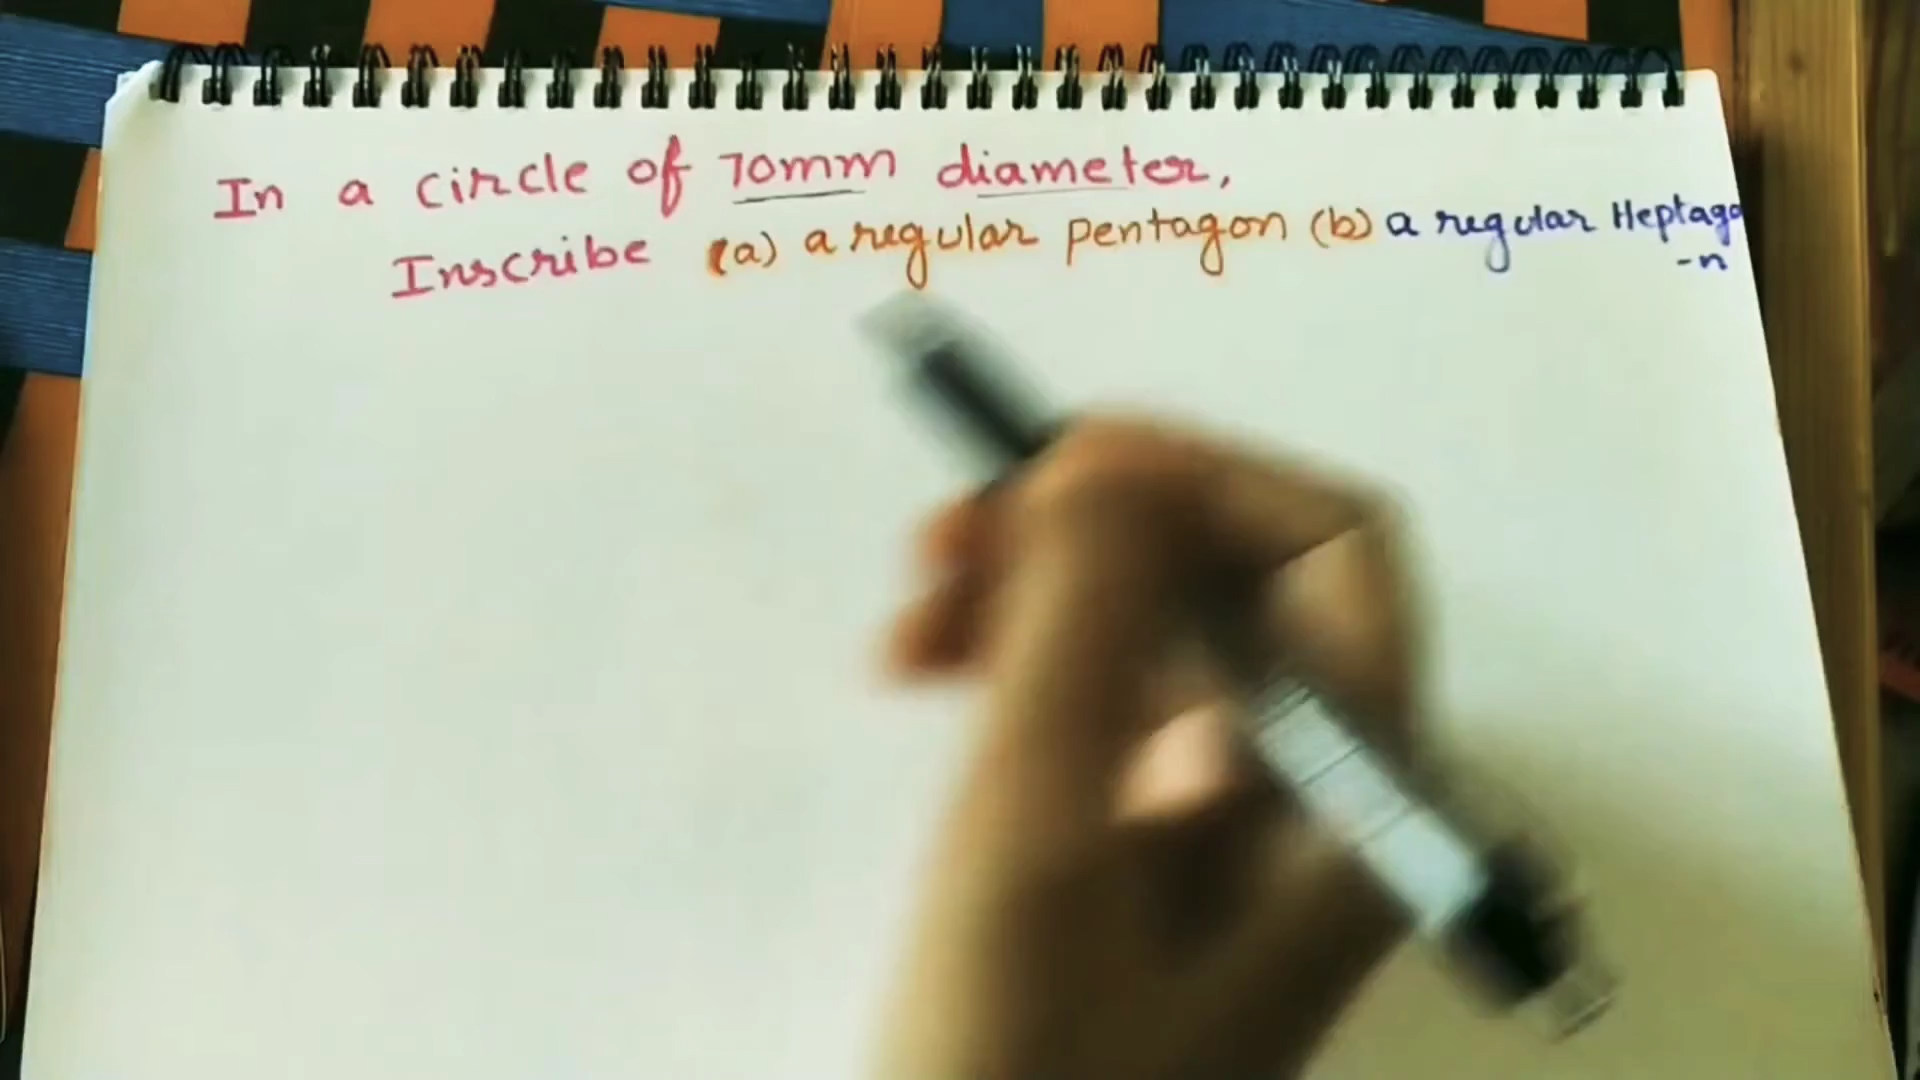 In a circle of 70mm diameter,
Inscribe (a) a regular pentagon (b) a regular Heptago
-n